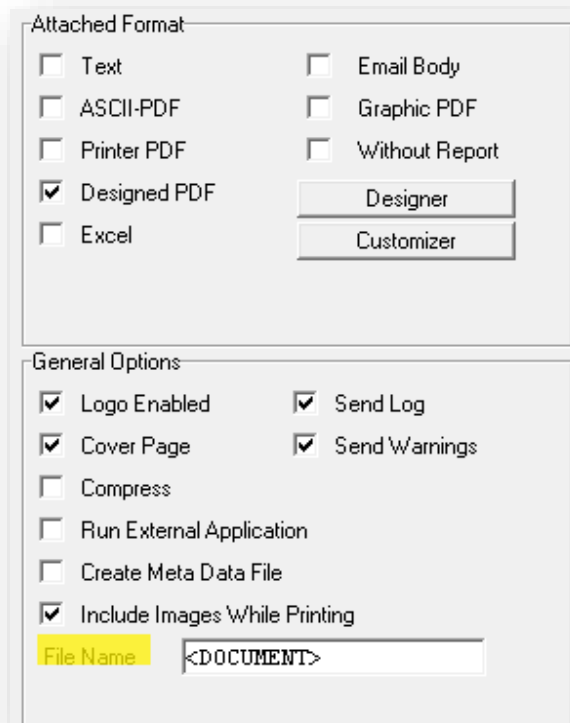 Attached Format
Text
Email Body
ASCII-PDF
Graphic PDF
Printer PDF
Without Report
Designed PDF
Designer
Excel
Customizer
General Options
Logo Enabled
Send Log
Cover Page
Send Warnings
Compress
Run External Application
Create Meta Data File
Include Images While Printing
File Name
<DOCUMENT>